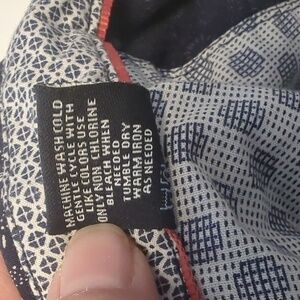 MACHINE WASH COLD
GENTLE CYCLE WITH
LIKE COLORS USE
ONLY NON CHLORINE
BLEACH WHEN
NEEDED
TUMBLE DRY
WARM IRON
AS NEEDED